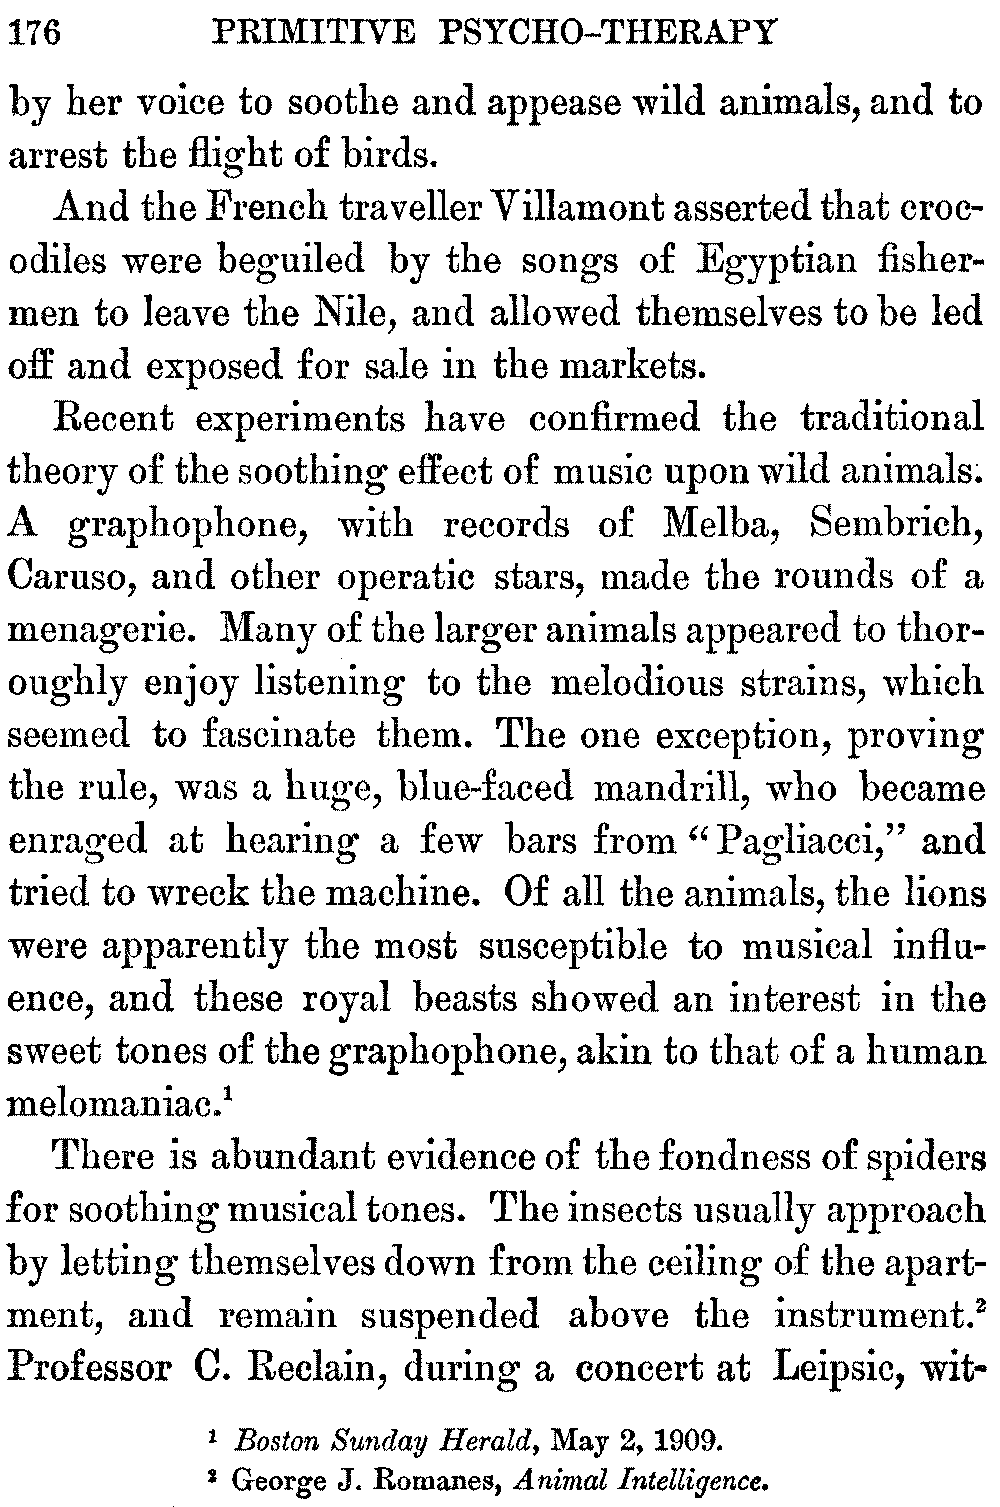 176 PRIMITIVE PSYCHO-THERAPY
by her voice to soothe and appease wild animals, and to
arrest the flight of birds.
And the French traveller Villamont asserted that croc-
odiles were beguiled by the songs of Egyptian fisher-
men to leave the Nile, and allowed themselves to be led
off and exposed for sale in the markets.
Recent experiments have confirmed the traditional
theory of the soothing effect of music upon wild animals.
A graphophone, with records of Melba, Sembrich,
Caruso, and other operatic stars, made the rounds of a
menagerie. Many of the larger animals appeared to thor-
oughly enjoy listening to the melodious strains, which
seemed to fascinate them. The one exception, proving
the rule, was a huge, blue-faced mandrill, who became
enraged at hearing a few bars from “Pagliacci,” and
tried to wreck the machine. Of all the animals, the lions
were apparently the most susceptible to musical influ-
ence, and these royal beasts showed an interest in the
sweet tones of the graphophone, akin to that of a human
melomaniac.¹
There is abundant evidence of the fondness of spiders
for soothing musical tones. The insects usually approach
by letting themselves down from the ceiling of the apart-
ment, and remain suspended above the instrument.²
Professor C. Reclain, during a concert at Leipsic, wit-
¹ Boston Sunday Herald, May 2, 1909.
² George J. Romanes, Animal Intelligence.